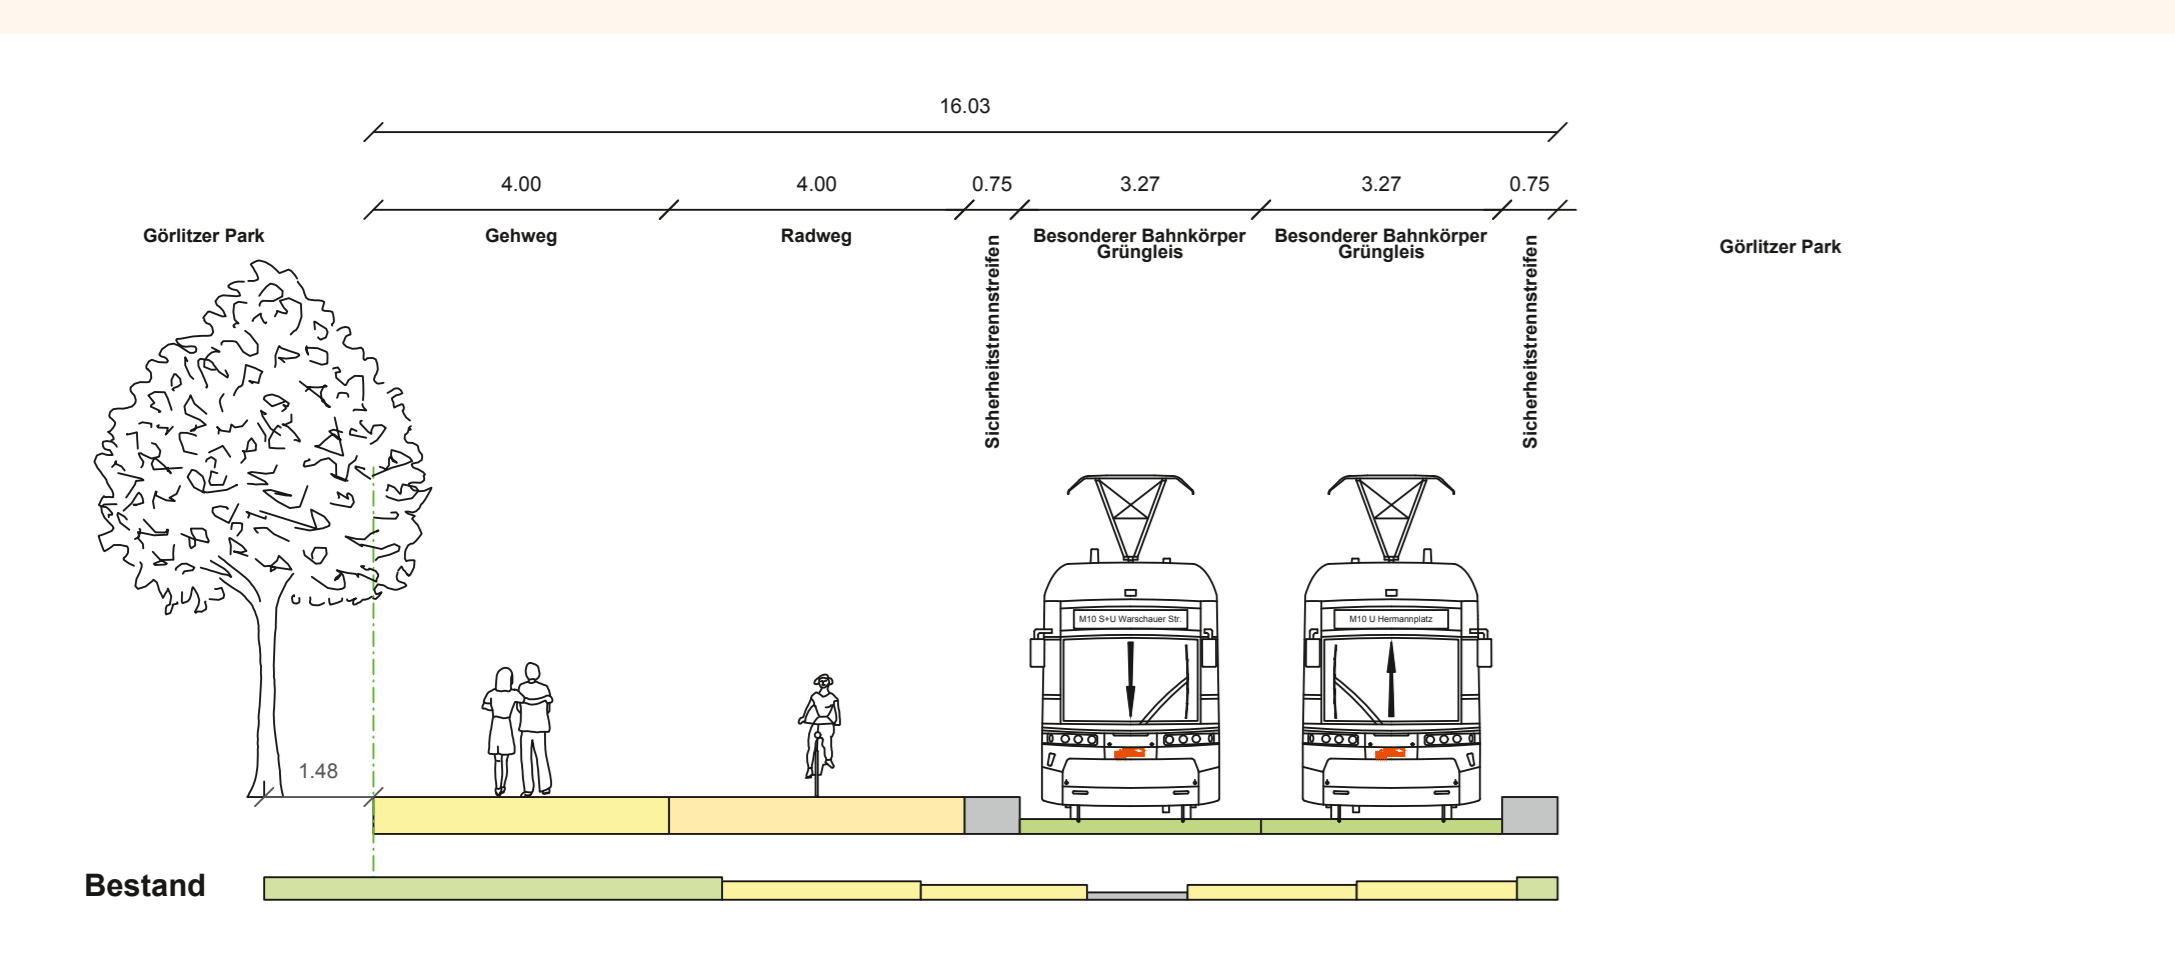 16.03
4.00
4.00
0.75
3.27
3.27
0.75
Görlitzer Park
Gehweg
Radweg
Sicherheitstrennstreifen
Besonderer Bahnkörper
Grüngleis
Besonderer Bahnkörper
Grüngleis
Sicherheitstrennstreifen
Görlitzer Park
M10 S+U Warschauer Str.
M10 U Hermannplatz
1.48
Bestand